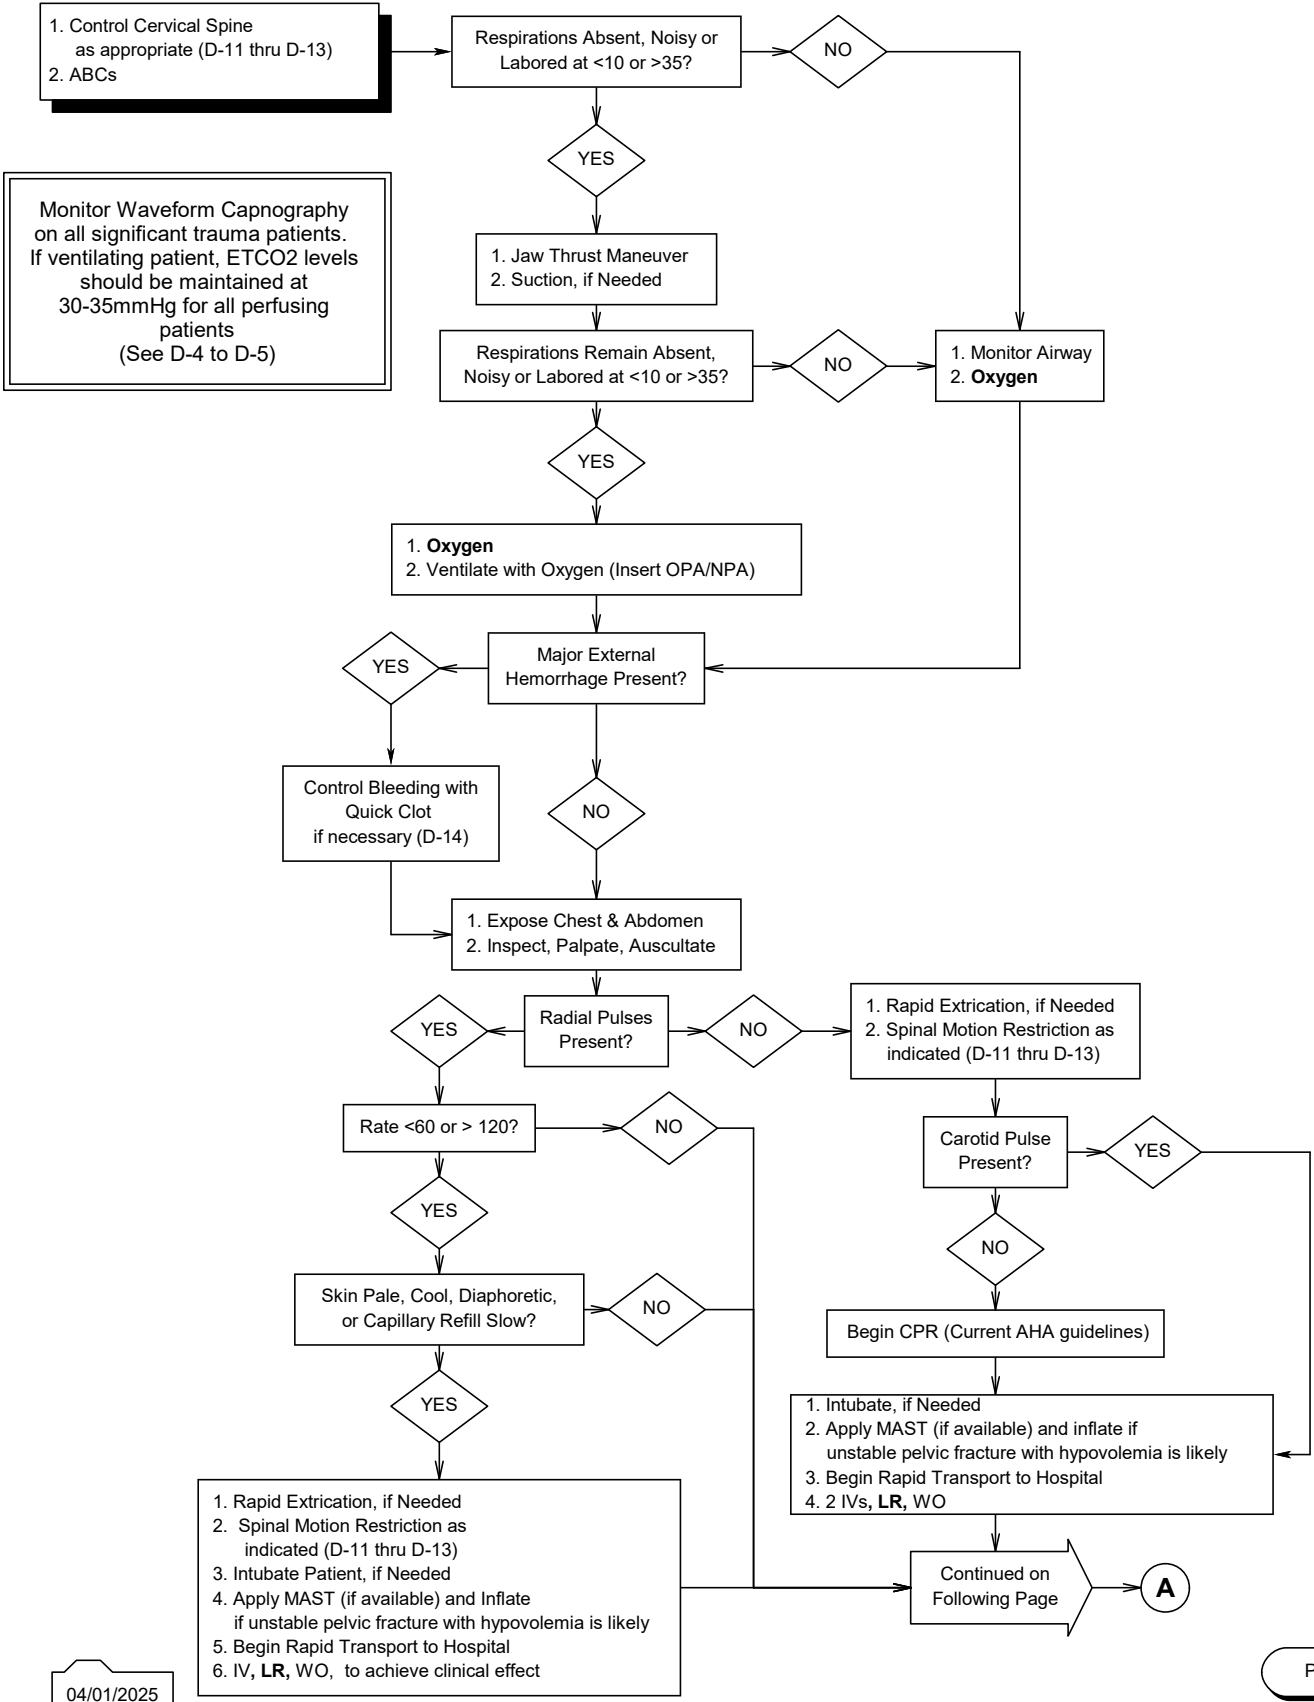 1. Control Cervical Spine
as appropriate (D-11 thru D-13)
2. ABCs
Respirations Absent, Noisy or
Labored at <10 or >35?
NO
YES
Monitor Waveform Capnography
on all significant trauma patients.
If ventilating patient, ETCO2 levels
should be maintained at
30-35mmHg for all perfusing
patients
(See D-4 to D-5)
1. Jaw Thrust Maneuver
2. Suction, if Needed
Respirations Remain Absent,
Noisy or Labored at <10 or >35?
NO
1. Monitor Airway
2. Oxygen
YES
1. Oxygen
2. Ventilate with Oxygen (Insert OPA/NPA)
Major External
Hemorrhage Present?
YES
Control Bleeding with
Quick Clot
if necessary (D-14)
NO
1. Expose Chest & Abdomen
2. Inspect, Palpate, Auscultate
Radial Pulses
Present?
YES
NO
1. Rapid Extrication, if Needed
2. Spinal Motion Restriction as
indicated (D-11 thru D-13)
Rate <60 or > 120?
NO
Carotid Pulse
Present?
YES
YES
NO
Skin Pale, Cool, Diaphoretic,
or Capillary Refill Slow?
NO
Begin CPR (Current AHA guidelines)
YES
1. Intubate, if Needed
2. Apply MAST (if available) and inflate if
unstable pelvic fracture with hypovolemia is likely
3. Begin Rapid Transport to Hospital
4. 2 IVs, LR, WO
1. Rapid Extrication, if Needed
2. Spinal Motion Restriction as
indicated (D-11 thru D-13)
3. Intubate Patient, if Needed
4. Apply MAST (if available) and Inflate
if unstable pelvic fracture with hypovolemia is likely
5. Begin Rapid Transport to Hospital
6. IV, LR, WO, to achieve clinical effect
Continued on
Following Page
A
04/01/2025
P